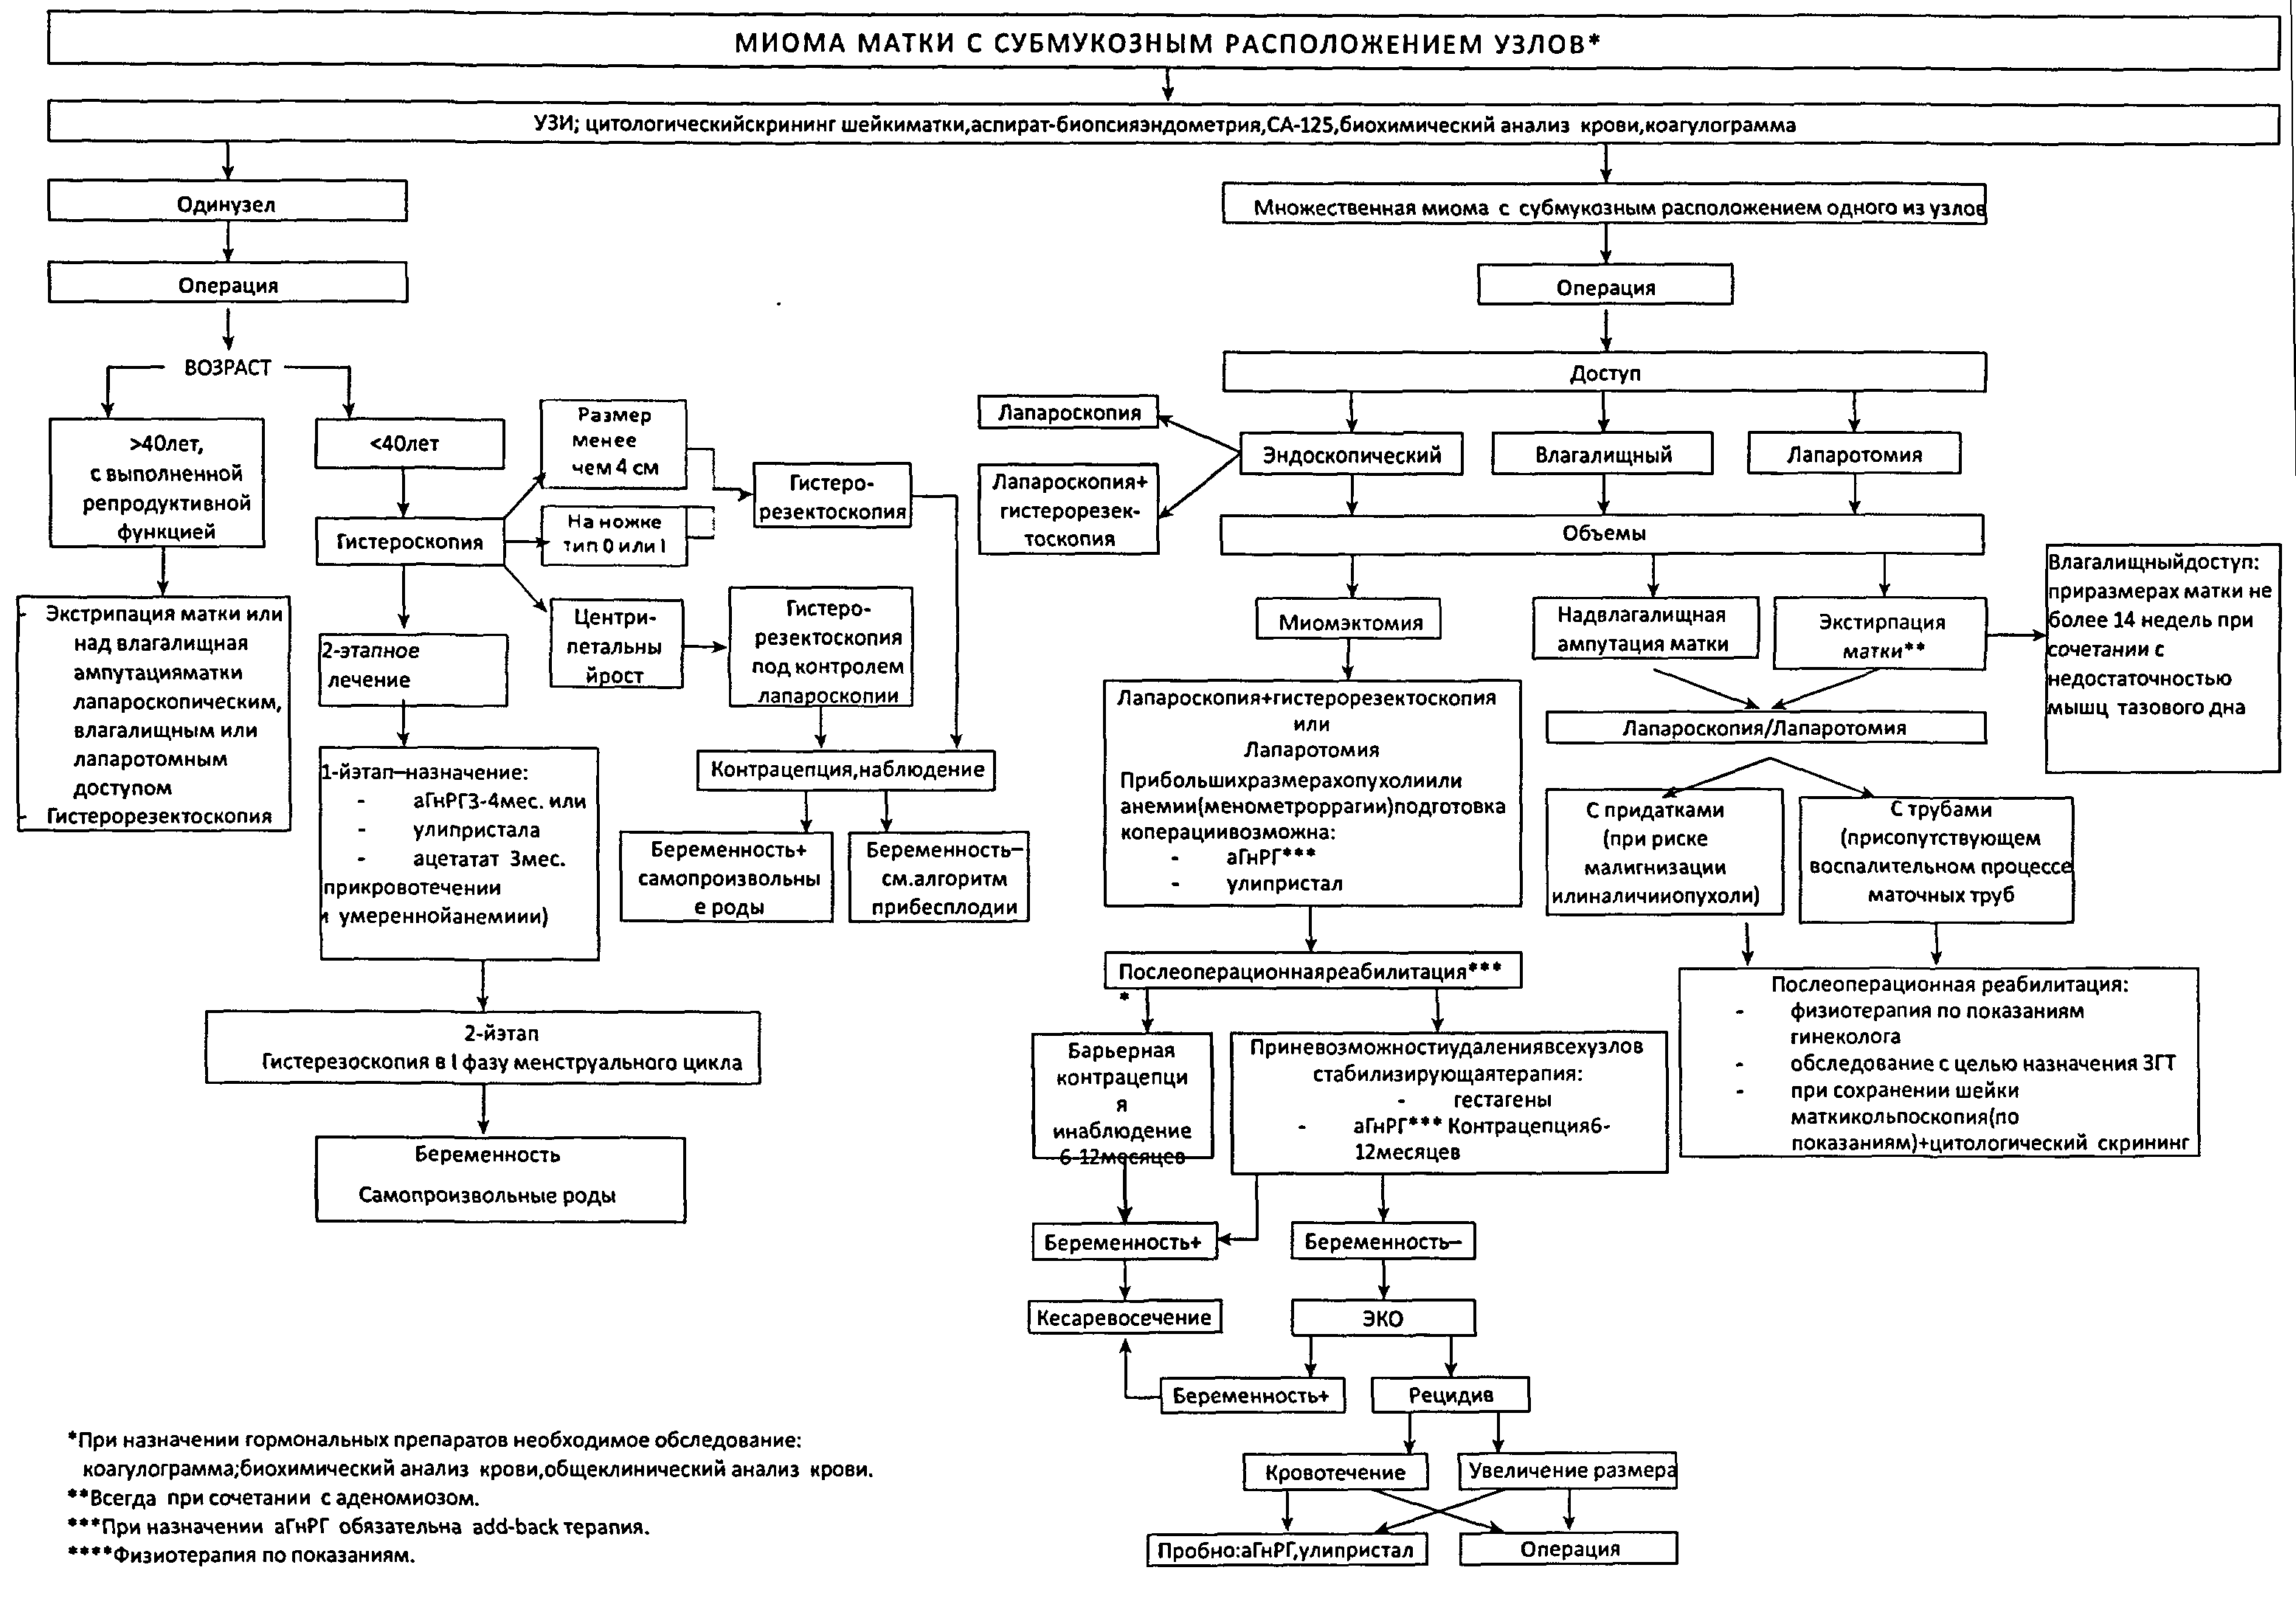 МИОМА МАТКИ С СУБМУКОЗНЫМ РАСПОЛОЖЕНИЕМ УЗЛОВ*
УЗИ; цитологическийскрининг шейкиматки,аспират-биопсияэндометрия,СА-125,биохимический анализ крови,коагулограмма
Одинузел
Операция
ВОЗРАСТ
>40лет,
с выполненной
репродуктивной
функцией
- Экстрипация матки или
над влагалищная
ампутацияматки
лапароскопическим,
влагалищным или
лапаротомным
доступом
- Гистерорезектоскопия
<40лет
Гистероскопия
Размер
менее
чем 4 см
На ножке
тип 0 или I
Гистеро-
резектоскопия
Центри-
петальны
йрост
Гистеро-
резектоскопия
под контролем
лапароскопии
2-этапное
лечение
1-йэтап–назначение:
- аГнРГ3-4мес. или
- улипристала
- ацетатат 3мес.
прикровотечении
и умереннойанемиии)
Контрацепция,наблюдение
Беременность+
самопроизвольны
е роды
Беременность–
см.алгоритм
прибесплодии
2-йэтап
Гистерезоскопия в I фазу менструального цикла
Беременность
Самопроизвольные роды
Множественная миома с субмукозным расположением одного из узлов
Операция
Доступ
Лапароскопия
Эндоскопический
Влагалищный
Лапаротомия
Лапароскопия+
гистерорезек-
тоскопия
Объемы
Миомэктомия
Надвлагалищная
ампутация матки
Экстирпация
матки**
Влагалищныйдоступ:
приразмерах матки не
более 14 недель при
сочетании с
недостаточностью
мышц тазового дна
Лапароскопия+гистерорезектоскопия
или
Лапаротомия
Прибольшихразмерахопухолиили
анемии(менометроррагии)подготовка
коперациивозможна:
- аГнРГ***
- улипристал
Лапароскопия/Лапаротомия
С придатками
(при риске
малигнизации
илиналичииопухоли)
С трубами
(присопутствующем
воспалительном процессе
маточных труб
Послеоперационнаяреабилитация***
*
Барьерная
контрацепци
я
инаблюдение
6-12месяцев
Приневозможностиудалениявсехузлов
стабилизирующаятерапия:
- гестагены
- аГнРГ*** Контрацепция6-
12месяцев
Послеоперационная реабилитация:
- физиотерапия по показаниям
гинеколога
- обследование с целью назначения ЗГТ
- при сохранении шейки
маткикольпоскопия(по
показаниям)+цитологический скрининг
Беременность+
Беременность–
Кесаревосечение
ЭКО
Беременность+
Рецидив
Кровотечение
Увеличение размера
Пробно:аГнРГ,улипристал
Операция
*При назначении гормональных препаратов необходимое обследование:
коагулограмма;биохимический анализ крови,общеклинический анализ крови.
**Всегда при сочетании с аденомиозом.
***При назначении аГнРГ обязательна add-back терапия.
****Физиотерапия по показаниям.